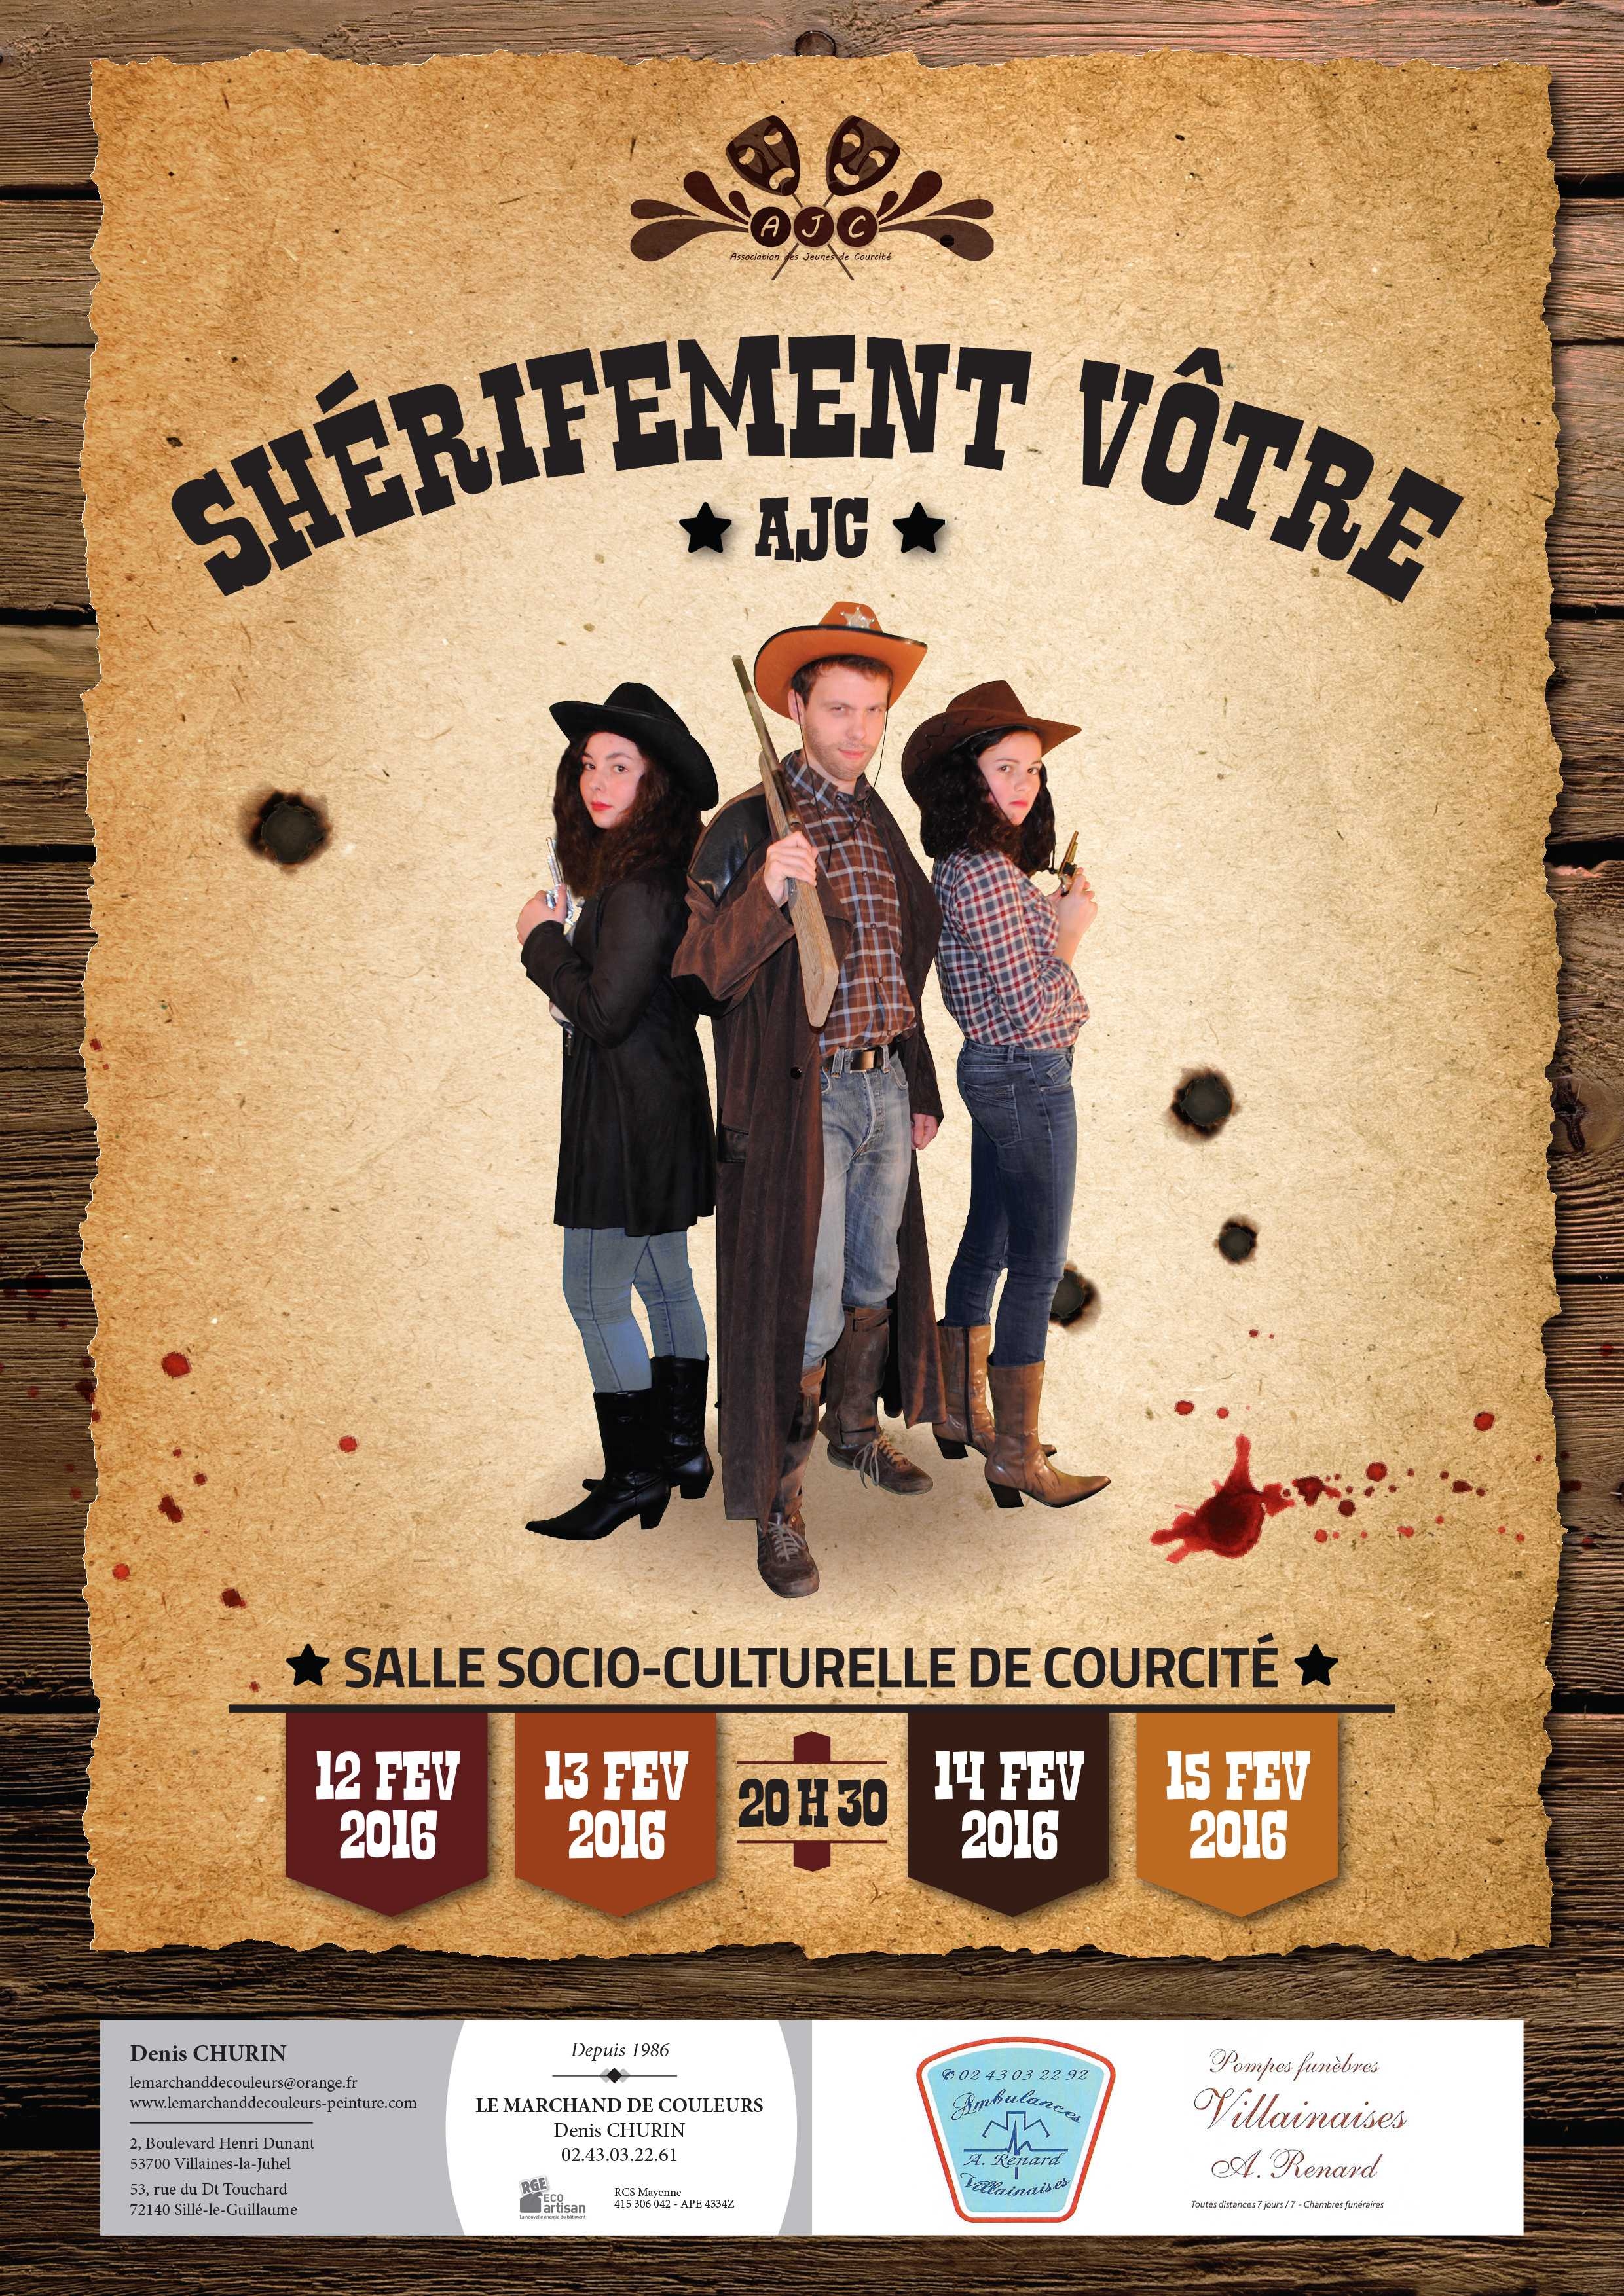 A J C
Association des Jeunes de Courcité
SHÉRIFEMENT VÔTRE
AJC
SALLE SOCIO-CULTURELLE DE COURCITÉ
12 FEV
2016
13 FEV
2016
20 H 30
14 FEV
2016
15 FEV
2016
Denis CHURIN
lemarchanddecouleurs@orange.fr
www.lemarchanddecouleurs-peinture.com
2, Boulevard Henri Dunant
53700 Villaines-la-Juhel
53, rue du Dt Touchard
72140 Sillé-le-Guillaume
Depuis 1986
LE MARCHAND DE COULEURS
Denis CHURIN
02.43.03.22.61
RGE
ECO
artisan
La nouvelle énergie du bâtiment
RCS Mayenne
415 306 042 - APE 4334Z
✆ 02 43 03 22 92
Ambulances
A. Renard
Villainaises
Pompes funèbres
Villainaises
A. Renard
Toutes distances 7 jours / 7 - Chambres funéraires